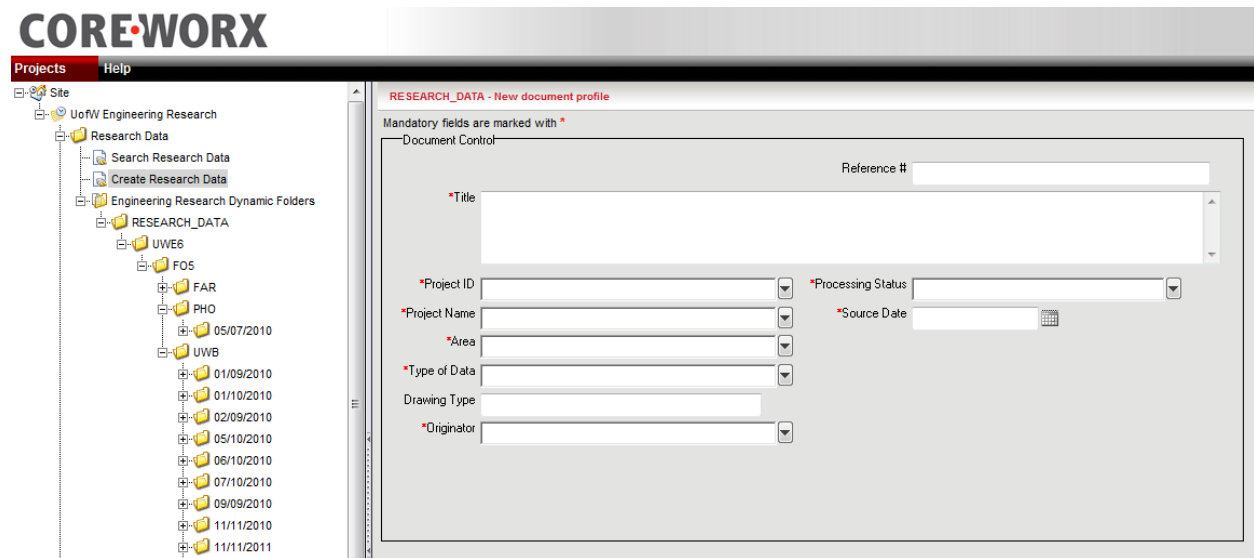 CORE•WORX
Projects Help
Site
UofW Engineering Research
Research Data
Search Research Data
Create Research Data
Engineering Research Dynamic Folders
RESEARCH_DATA
UWE6
FO5
FAR
PHO
05/07/2010
UWB
01/09/2010
01/10/2010
02/09/2010
05/10/2010
06/10/2010
07/10/2010
09/09/2010
11/11/2010
11/11/2011
RESEARCH_DATA - New document profile
Mandatory fields are marked with *
Document Control
Reference #
*Title
*Project ID *Processing Status
*Project Name *Source Date
*Area
*Type of Data
Drawing Type
*Originator